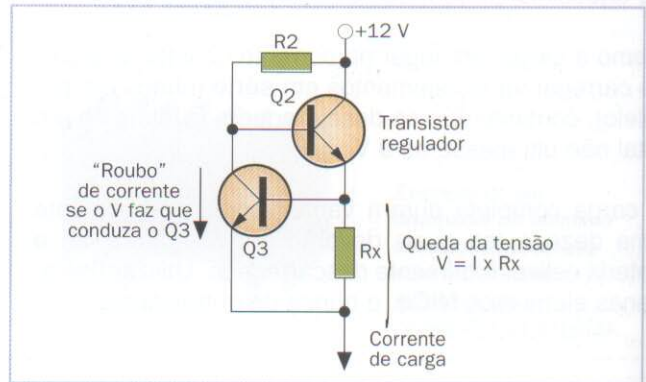 +12 V
R2
Q2
Transistor
regulador
“Roubo”
de corrente
se o V faz que
conduza o Q3
Q3
Rx
Queda da tensão
V = I x Rx
Corrente
de carga